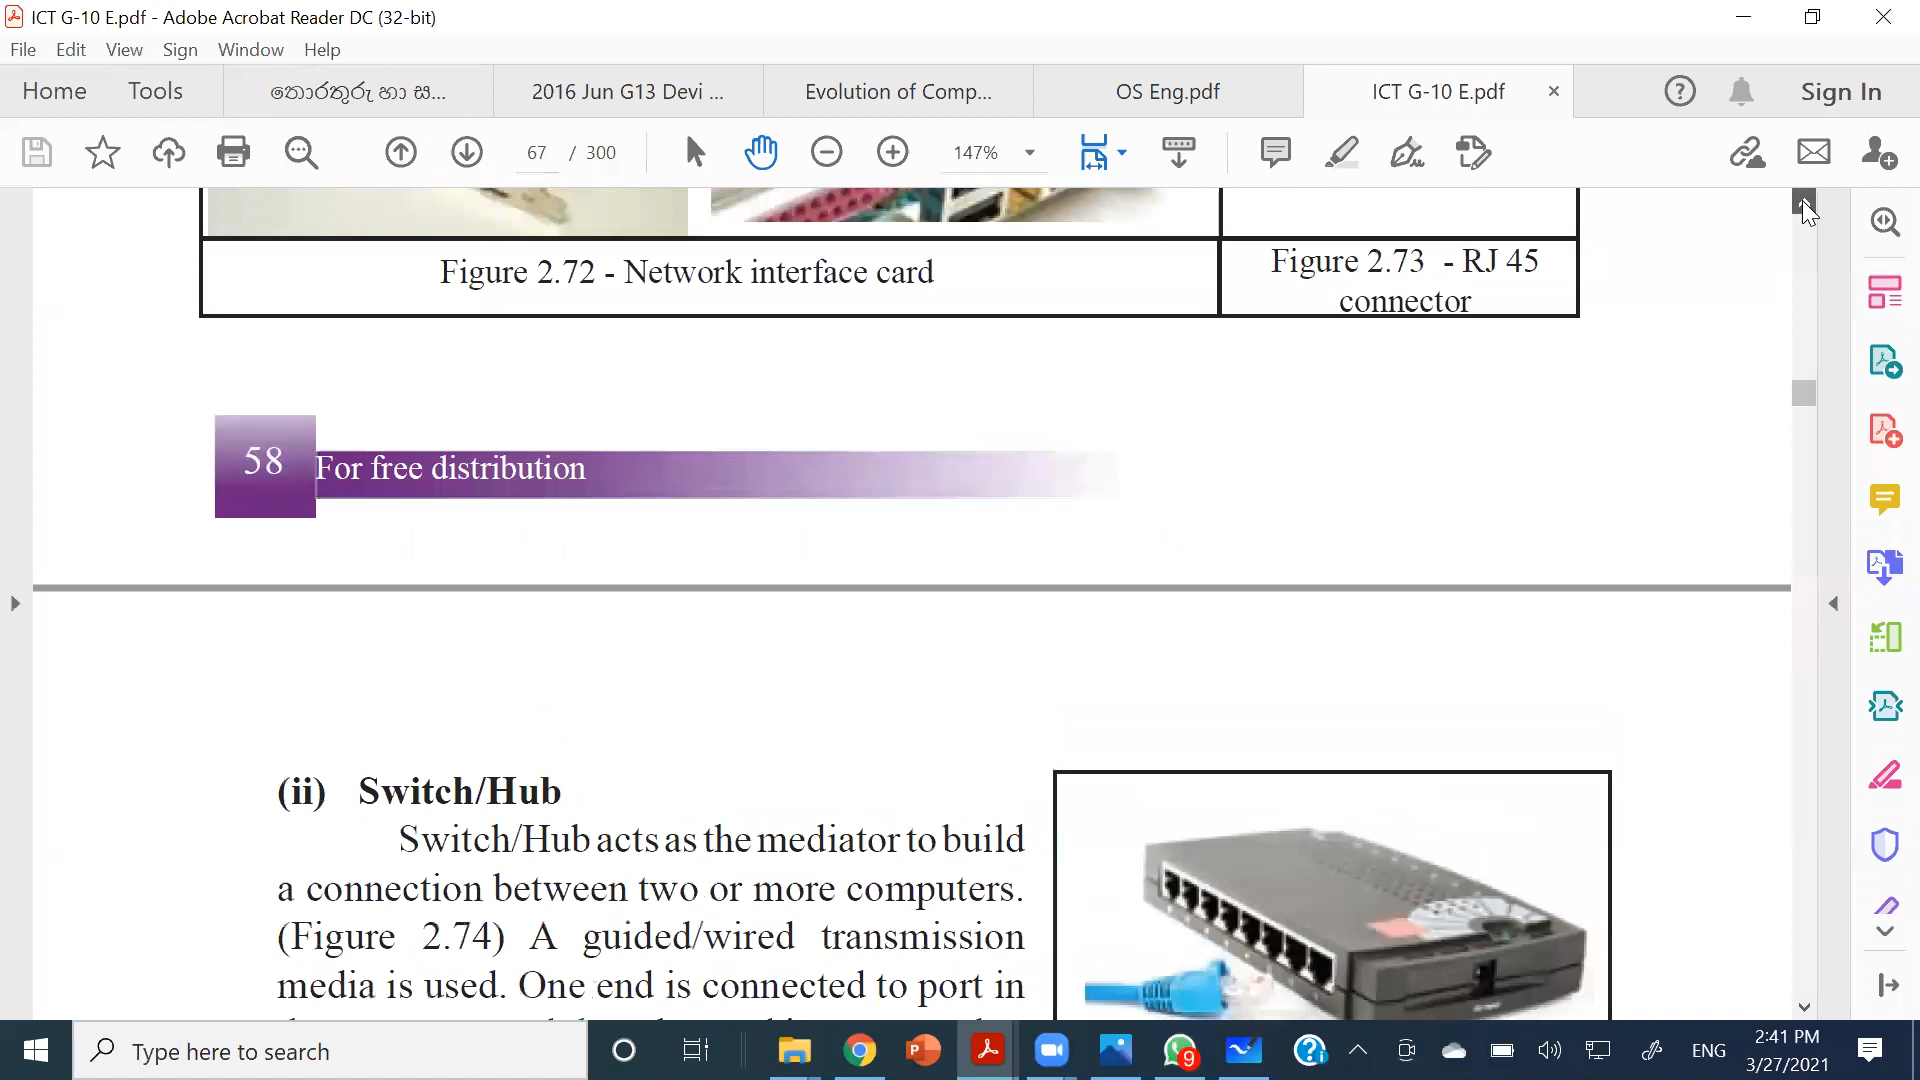 ICT G-10 E.pdf - Adobe Acrobat Reader DC (32-bit)
File Edit View Sign Window Help
Home Tools තොරතුරු හා ස... 2016 Jun G13 Devi ... Evolution of Comp... OS Eng.pdf ICT G-10 E.pdf × Sign In
67 / 300 147%
Figure 2.72 - Network interface card
Figure 2.73 - RJ 45
connector
58 For free distribution
(ii) Switch/Hub
Switch/Hub acts as the mediator to build
a connection between two or more computers.
(Figure 2.74) A guided/wired transmission
media is used. One end is connected to port in
Type here to search
9
ENG
2:41 PM
3/27/2021